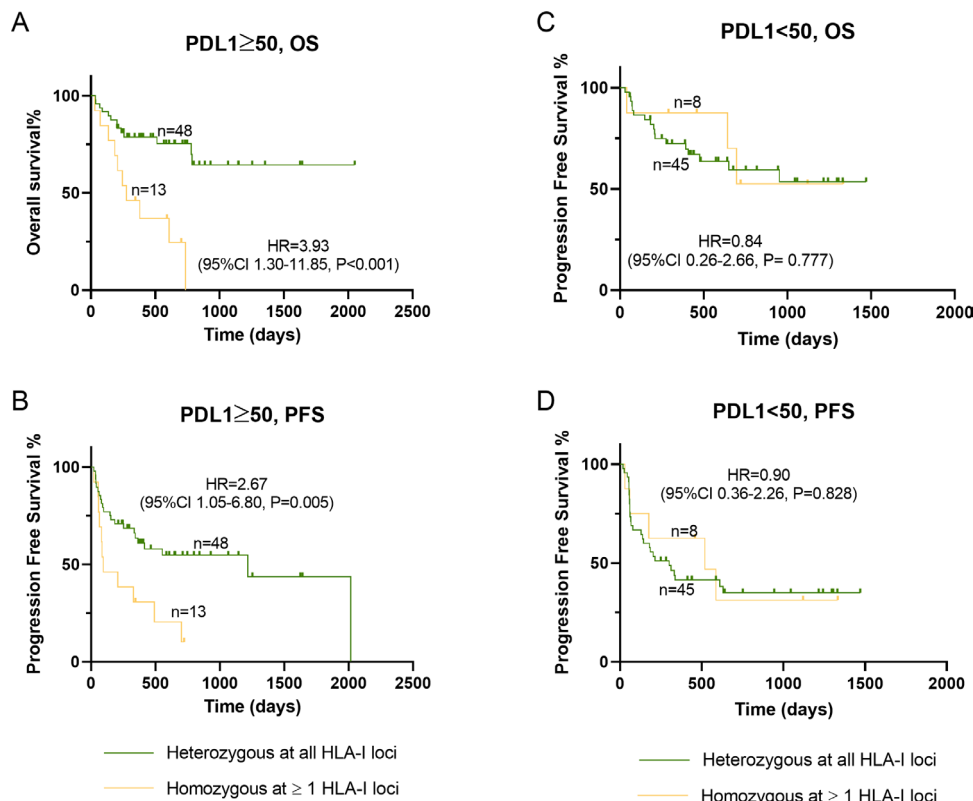 A
PDL1≥50, OS
Overall survival%
100
50
0
n=48
n=13
HR=3.93
(95%CI 1.30-11.85, P<0.001)
0 500 1000 1500 2000 2500
Time (days)
B
PDL1≥50, PFS
Progression Free Survival %
100
50
0
HR=2.67
(95%CI 1.05-6.80, P=0.005)
n=48
n=13
0 500 1000 1500 2000 2500
Time (days)
Heterozygous at all HLA-I loci
Homozygous at ≥ 1 HLA-I loci
C
PDL1<50, OS
Progression Free Survival %
100
50
0
n=8
n=45
HR=0.84
(95%CI 0.26-2.66, P= 0.777)
0 500 1000 1500 2000
Time (days)
D
PDL1<50, PFS
Progression Free Survival %
100
50
0
HR=0.90
(95%CI 0.36-2.26, P=0.828)
n=8
n=45
0 500 1000 1500 2000
Time (days)
Heterozygous at all HLA-I loci
Homozygous at ≥ 1 HLA-I loci